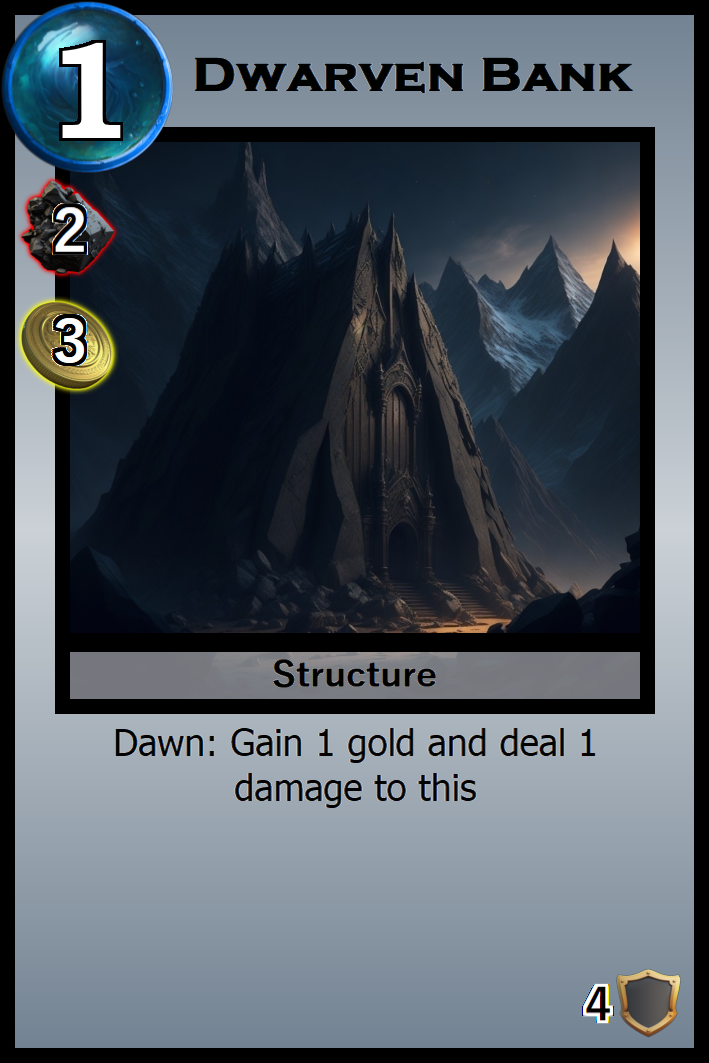 1
Dwarven Bank
2
3
Structure
Dawn: Gain 1 gold and deal 1
damage to this
4